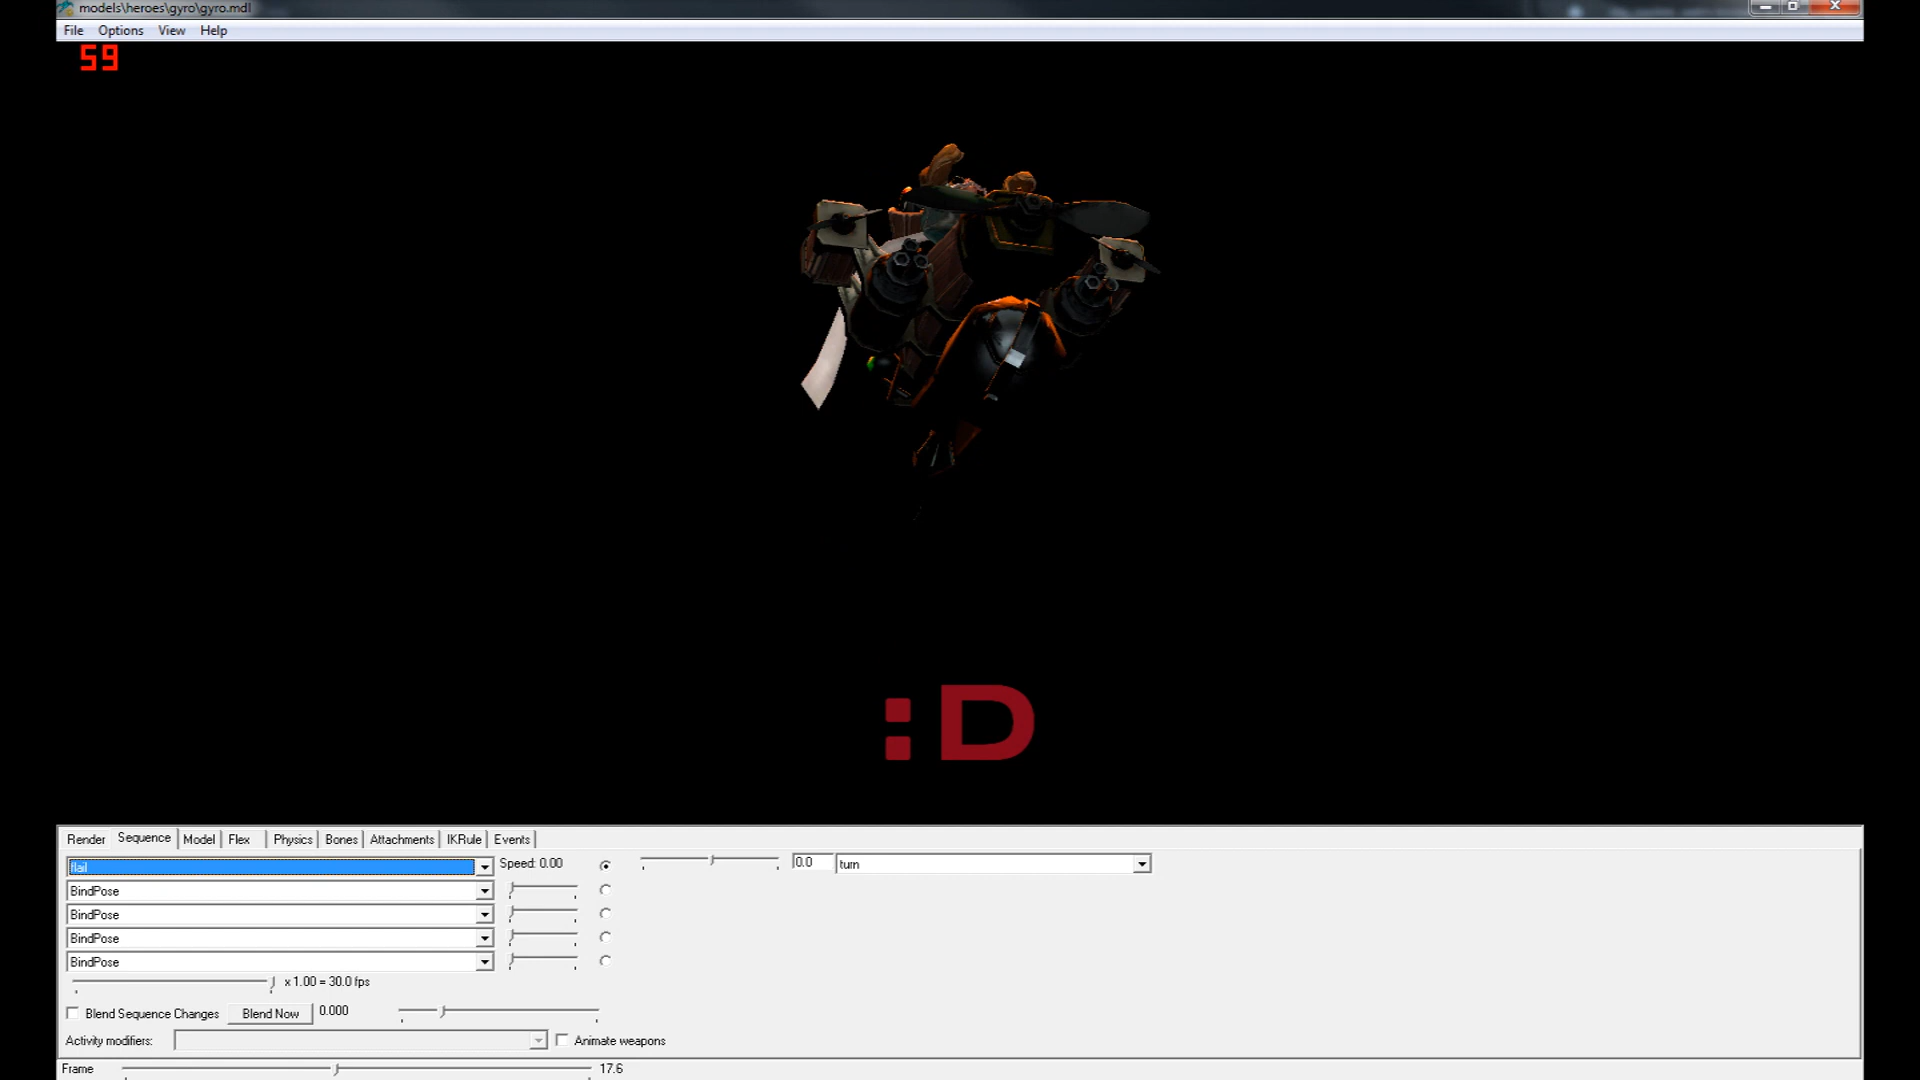 models\heroes\gyro\gyro.mdl
File Options View Help
59
:D
Render Sequence Model Flex Physics Bones Attachments IKRule Events
flail Speed: 0.00 0.0 turn
BindPose
BindPose
BindPose
BindPose
x 1.00 = 30.0 fps
Blend Sequence Changes Blend Now 0.000
Activity modifiers: Animate weapons
Frame 17.6